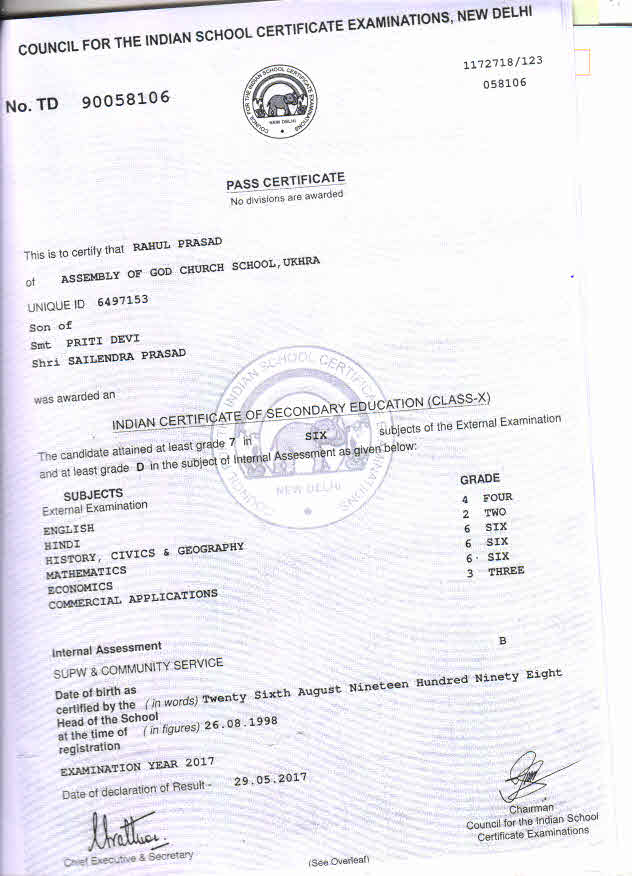 COUNCIL FOR THE INDIAN SCHOOL CERTIFICATE EXAMINATIONS, NEW DELHI
1172718/123
No. TD 90058106
058106
COUNCIL FOR THE INDIAN SCHOOL CERTIFICATE EXAMINATIONS
NEW DELHI
PASS CERTIFICATE
No divisions are awarded
This is to certify that RAHUL PRASAD
of ASSEMBLY OF GOD CHURCH SCHOOL, UKHRA
UNIQUE ID 6497153
Son of
Smt PRITI DEVI
Shri SAILENDRA PRASAD
was awarded an
INDIAN CERTIFICATE OF SECONDARY EDUCATION (CLASS-X)
The candidate attained at least grade 7 in SIX subjects of the External Examination
and at least grade D in the subject of Internal Assessment as given below:
SUBJECTS GRADE
External Examination
ENGLISH 4 FOUR
HINDI 2 TWO
HISTORY, CIVICS & GEOGRAPHY 6 SIX
MATHEMATICS 6 SIX
ECONOMICS 6 SIX
COMMERCIAL APPLICATIONS 3 THREE
NEW DELHI
Internal Assessment
SUPW & COMMUNITY SERVICE B
Date of birth as
certified by the (in words) Twenty Sixth August Nineteen Hundred Ninety Eight
Head of the School
at the time of (in figures) 26.08.1998
registration
EXAMINATION YEAR 2017
Date of declaration of Result - 29.05.2017
Chief Executive & Secretary
Chairman
Council for the Indian School
Certificate Examinations
(See Overleaf)